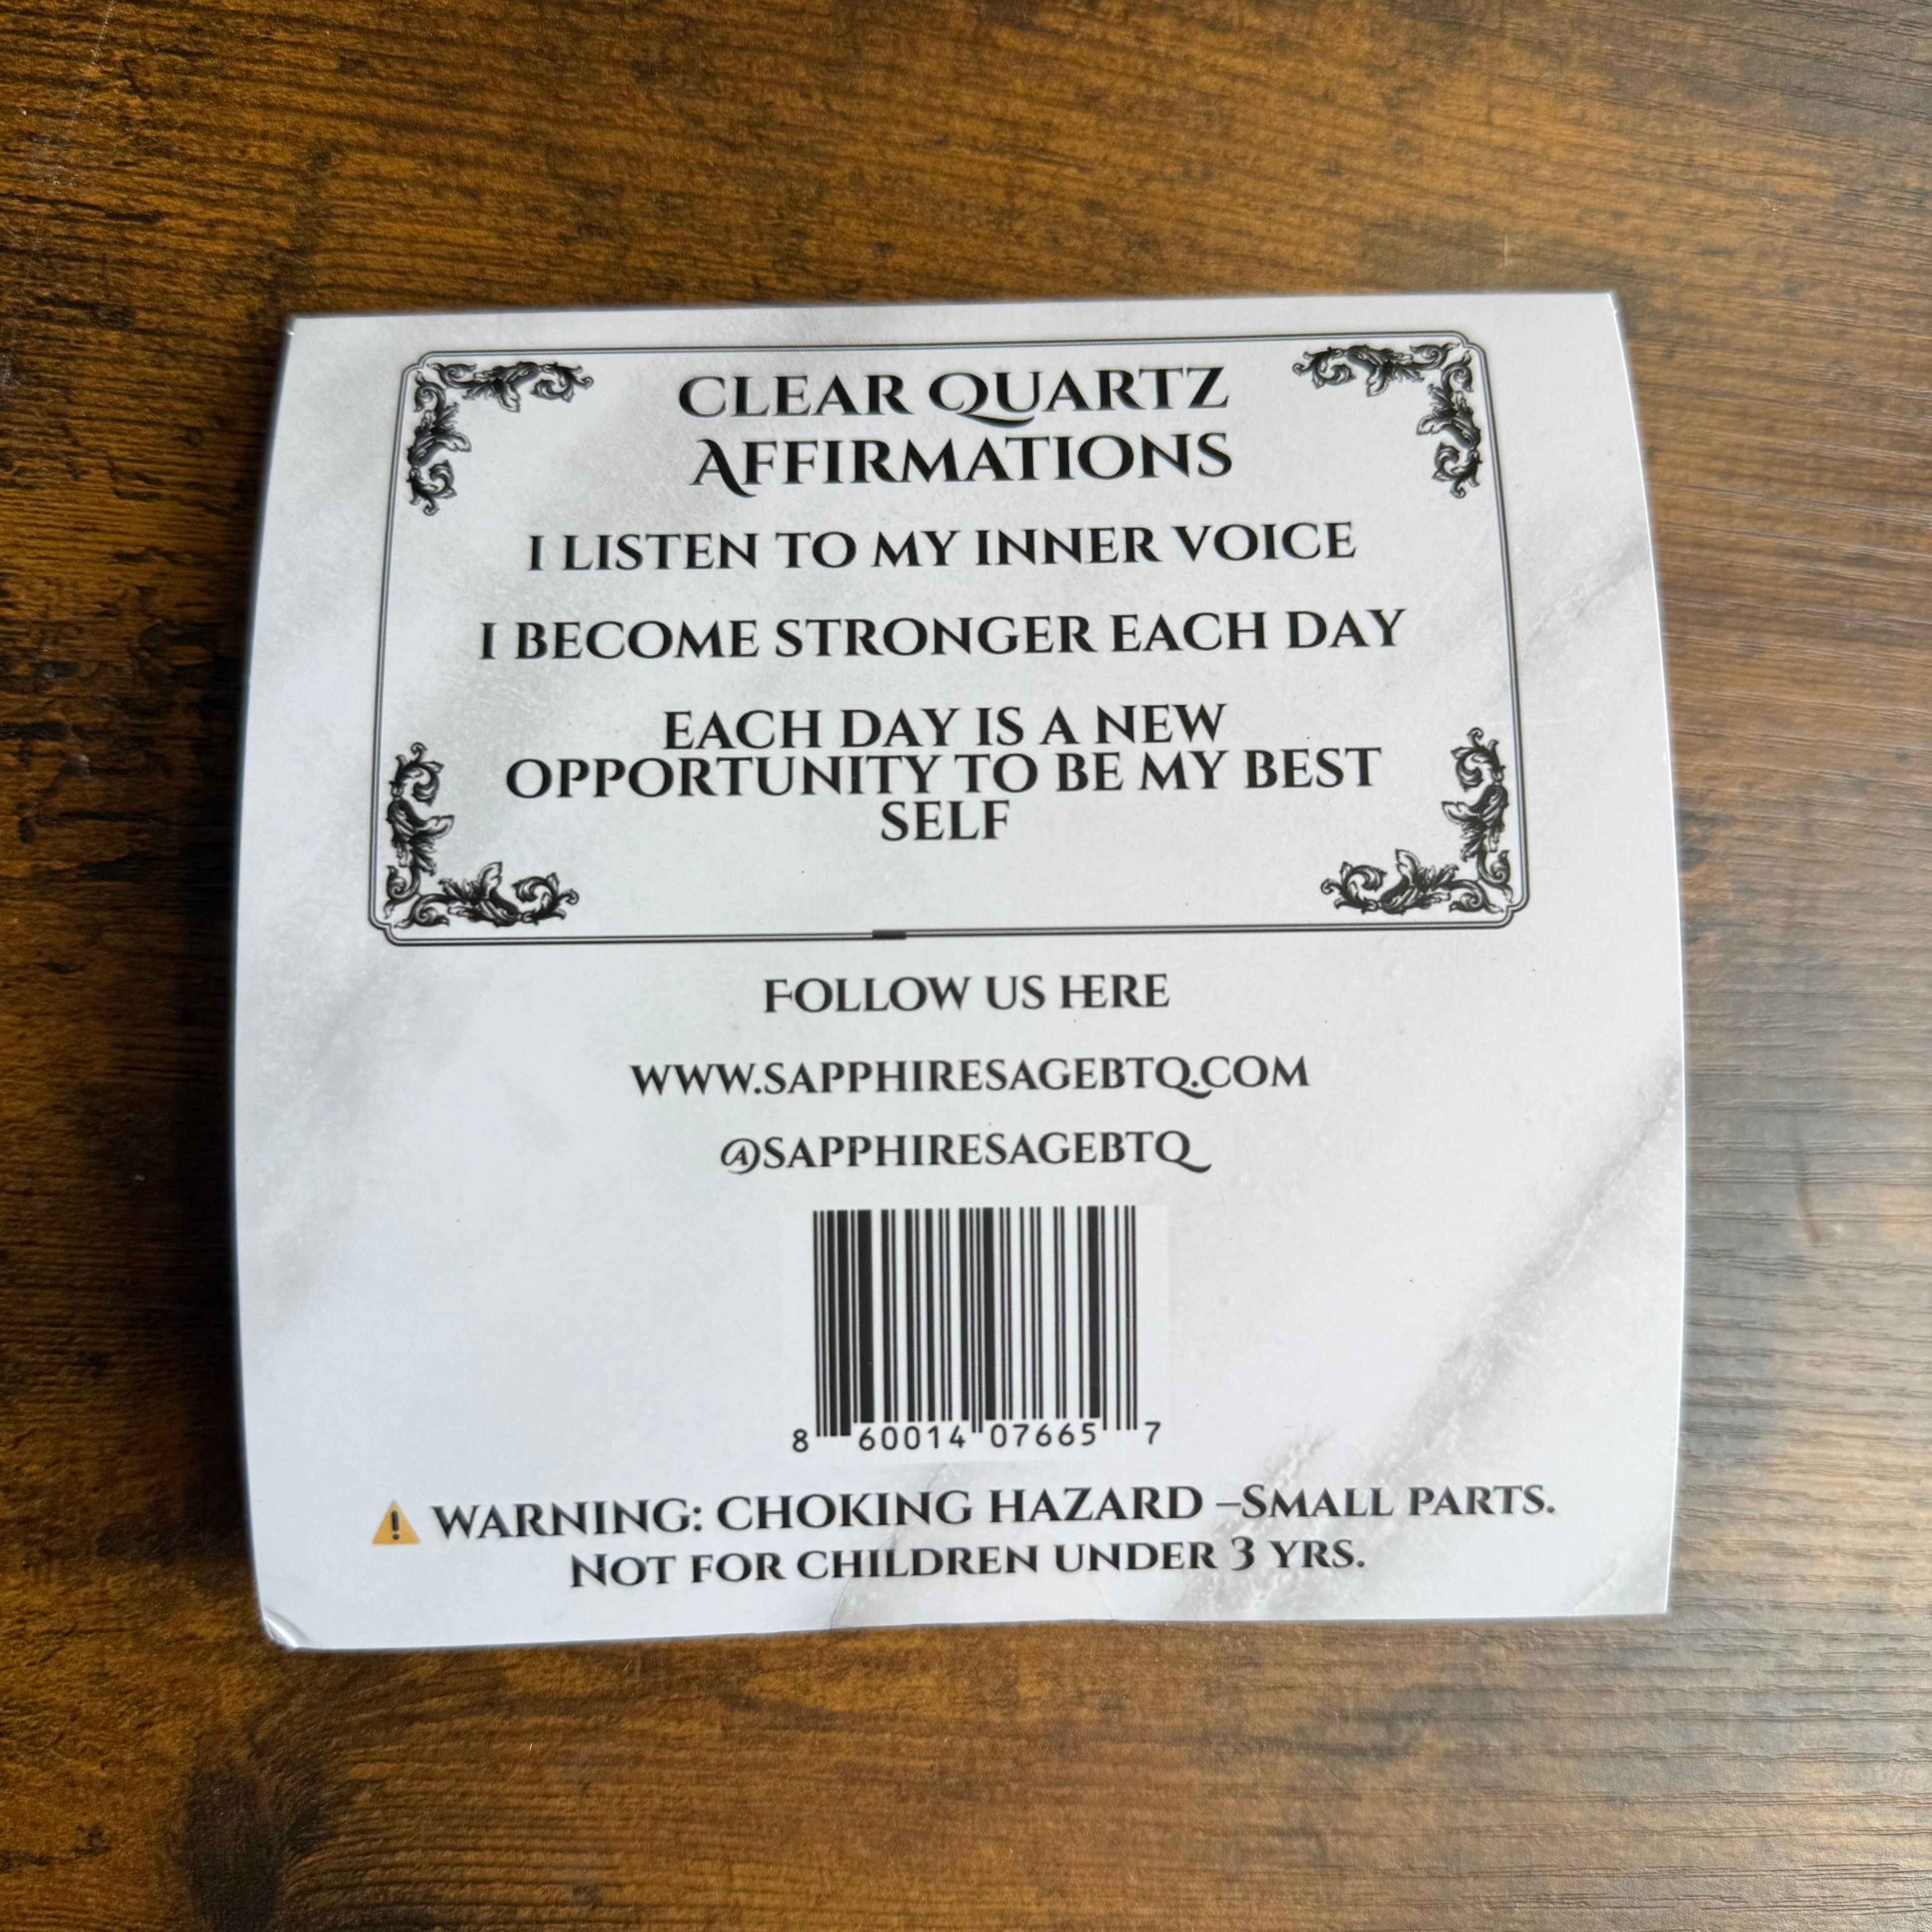 CLEAR QUARTZ
AFFIRMATIONS
I LISTEN TO MY INNER VOICE
I BECOME STRONGER EACH DAY
EACH DAY IS A NEW
OPPORTUNITY TO BE MY BEST
SELF
FOLLOW US HERE
WWW.SAPPHIRESAGEBTQ.COM
@SAPPHIRESAGEBTQ
8 60014 07665 7
⚠ WARNING: CHOKING HAZARD –SMALL PARTS.
NOT FOR CHILDREN UNDER 3 YRS.